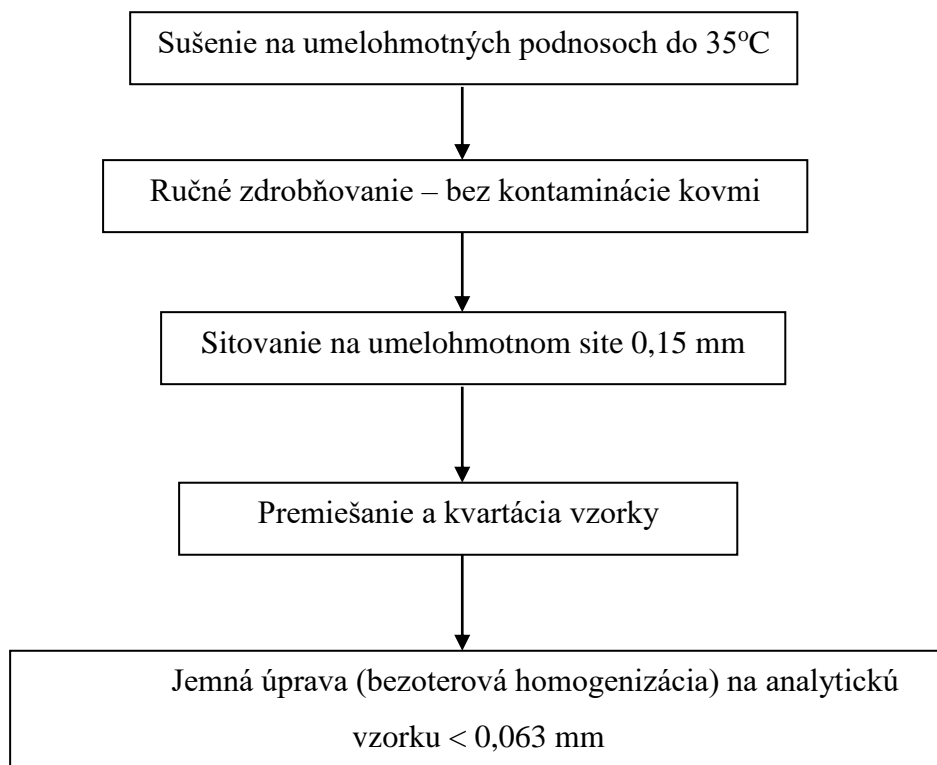 Sušenie na umelohmotných podnosoch do 35ºC
Ručné zdrobňovanie – bez kontaminácie kovmi
Sitovanie na umelohmotnom site 0,15 mm
Premiešanie a kvartácia vzorky
Jemná úprava (bezoterová homogenizácia) na analytickú
vzorku < 0,063 mm